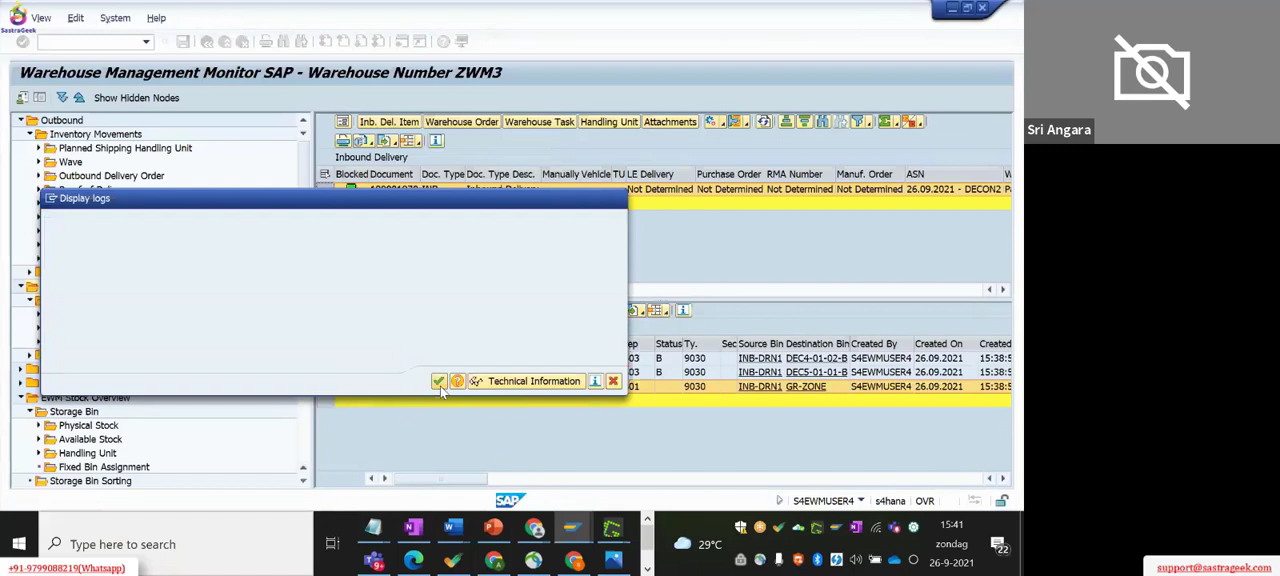 View Edit System Help
SastraGeek
Warehouse Management Monitor SAP - Warehouse Number ZWM3
Show Hidden Nodes
Outbound
Inventory Movements
Planned Shipping Handling Unit
Wave
Outbound Delivery Order
Inb. Del. Item Warehouse Order Warehouse Task Handling Unit Attachments
Inbound Delivery
Blocked Document Doc. Type Doc. Type Desc. Manually Vehicle TU LE Delivery Purchase Order RMA Number Manuf. Order ASN
Not Determined Not Determined Not Determined Not Determined 26.09.2021 - DECON2
Display logs
Technical Information
Status Ty. Sec Source Bin Destination Bin Created By Created On Created
03 B 9030 INB-DRN1 DEC4-01-02-B S4EWMUSER4 26.09.2021 15:38:5
03 B 9030 INB-DRN1 DEC5-01-01-B S4EWMUSER4 26.09.2021 15:38:5
01 9030 INB-DRN1 GR-ZONE S4EWMUSER4 26.09.2021 15:38:5
EWM Stock Overview
Storage Bin
Physical Stock
Available Stock
Handling Unit
Fixed Bin Assignment
Storage Bin Sorting
SAP
S4EWMUSER4 s4hana OVR
Sri Angara
Type here to search
29°C
15:41
zondag
26-9-2021
22
+91-9799088219(Whatsapp)
support@sastrageek.com